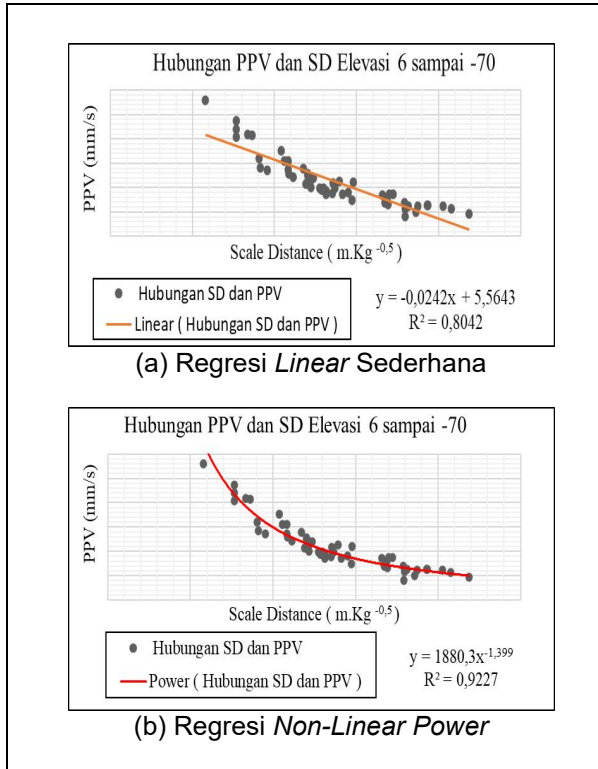 Hubungan PPV dan SD Elevasi 6 sampai -70
PPV (mm/s)
Scale Distance ( m.Kg -0,5 )
Hubungan SD dan PPV
Linear ( Hubungan SD dan PPV )
y = -0,0242x + 5,5643
R² = 0,8042
(a) Regresi Linear Sederhana
Hubungan PPV dan SD Elevasi 6 sampai -70
PPV (mm/s)
Scale Distance ( m.Kg -0,5 )
Hubungan SD dan PPV
Power ( Hubungan SD dan PPV )
y = 1880,3x-1,399
R² = 0,9227
(b) Regresi Non-Linear Power